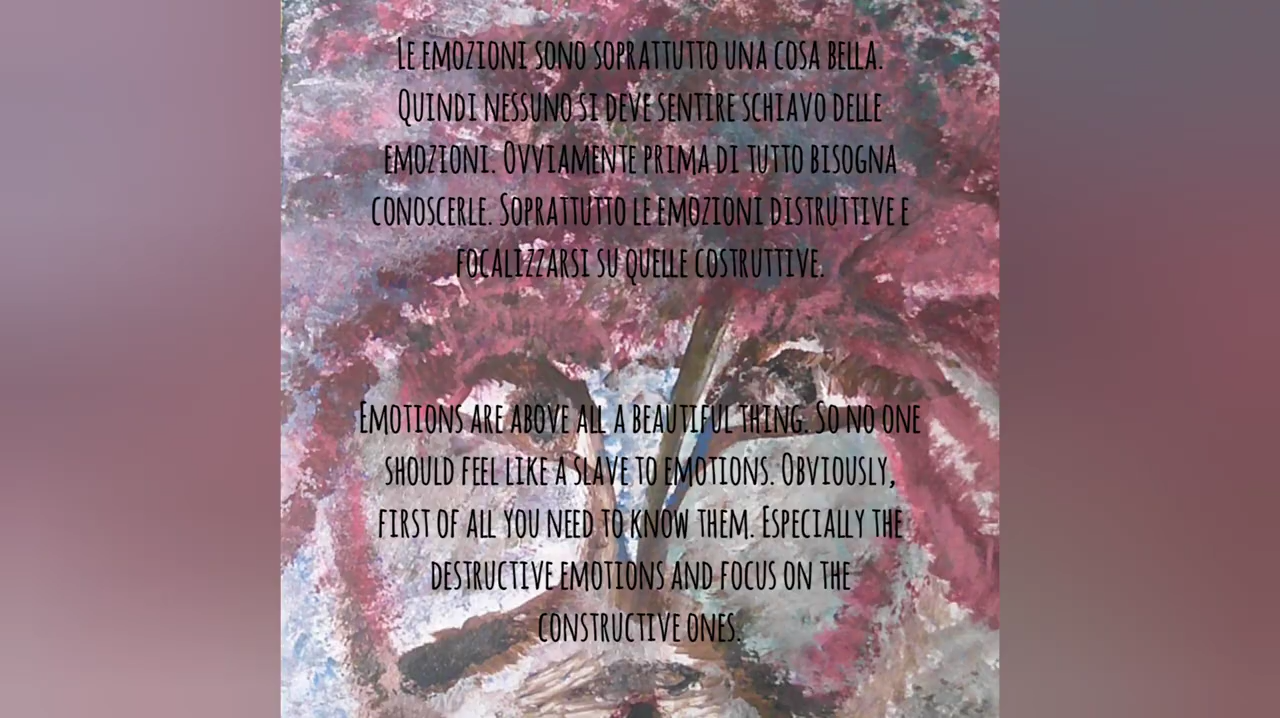 Le emozioni sono soprattutto una cosa bella.
Quindi nessuno si deve sentire schiavo delle
emozioni. Ovviamente prima di tutto bisogna
conoscerle. Soprattutto le emozioni distruttive e
focalizzarsi su quelle costruttive.
Emotions are above all a beautiful thing. So no one
should feel like a slave to emotions. Obviously,
first of all you need to know them. Especially the
destructive emotions and focus on the
constructive ones.